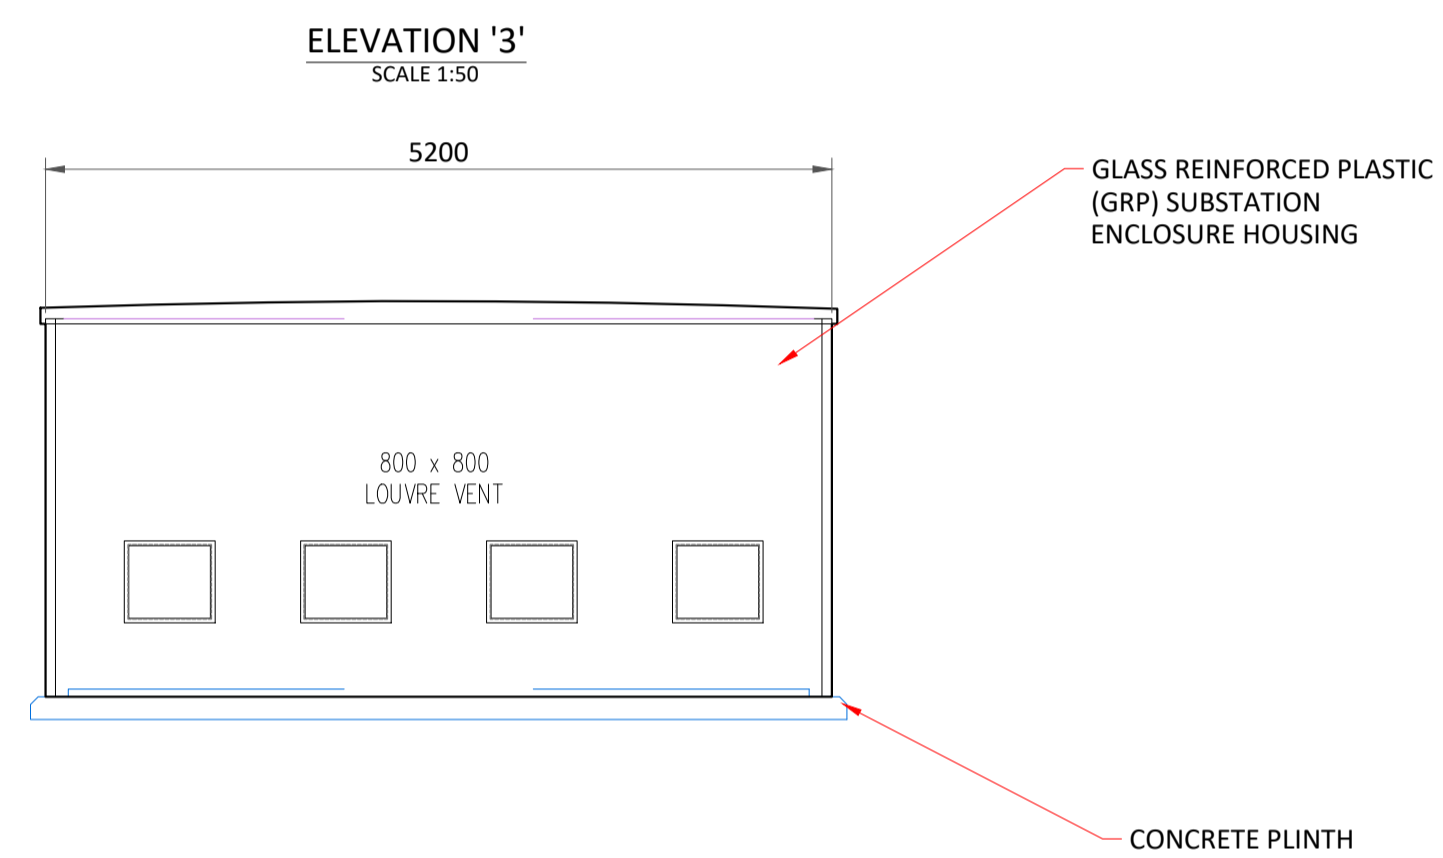 ELEVATION '3'
SCALE 1:50
5200
GLASS REINFORCED PLASTIC
(GRP) SUBSTATION
ENCLOSURE HOUSING
800 x 800
LOUVRE VENT
CONCRETE PLINTH